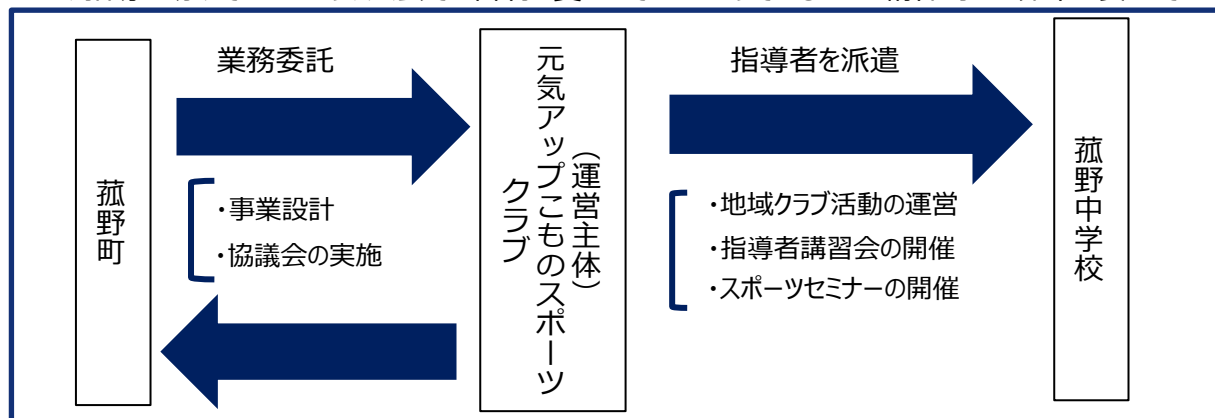 業務委託
指導者を派遣
菰野町
・事業設計
・協議会の実施
元気アップこものスポーツ
クラブ
（運営主体）
・地域クラブ活動の運営
・指導者講習会の開催
・スポーツセミナーの開催
菰野中学校